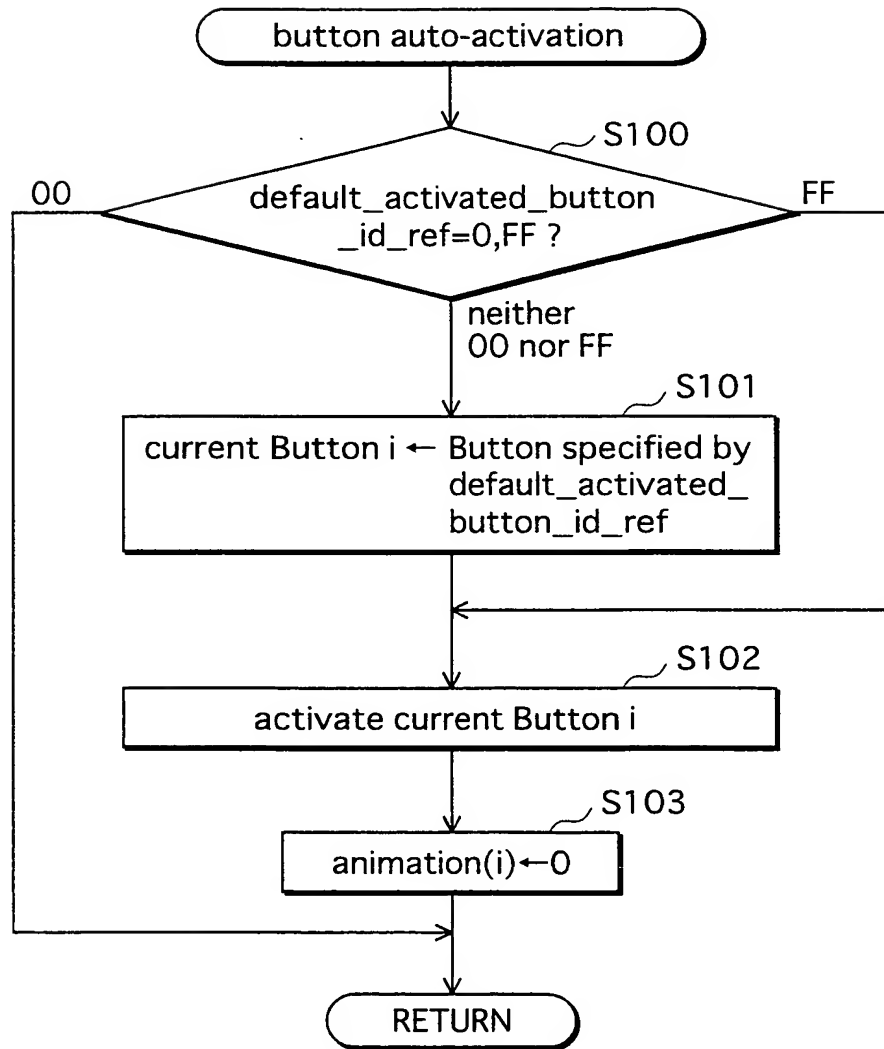 button auto-activation
S100
00
default_activated_button
_id_ref=0,FF ?
FF
neither
00 nor FF
S101
current Button i ← Button specified by
default_activated_
button_id_ref
S102
activate current Button i
S103
animation(i)←0
RETURN